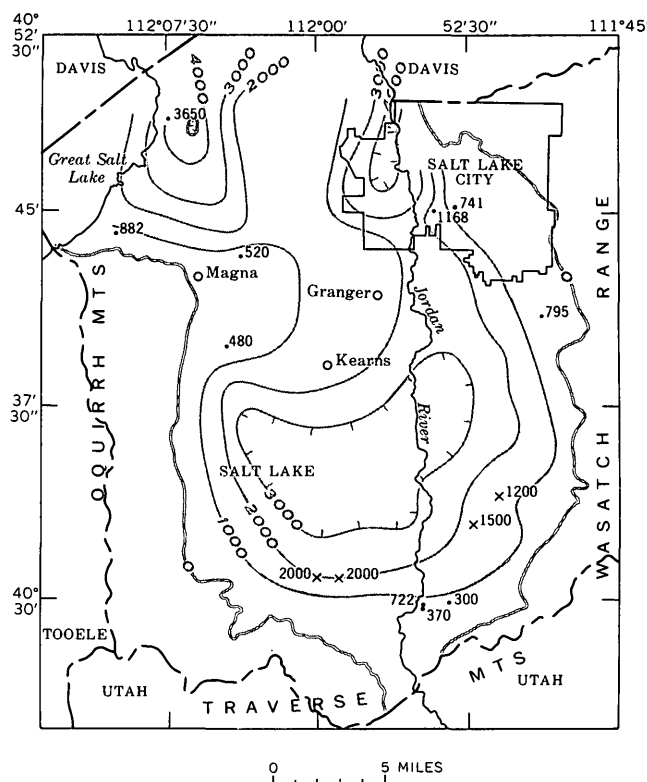 40°
112°07'30"
112°00'
52'30"
111°45'
52'
30"
DAVIS
4000
3000
2000
3000
DAVIS
3650
Great Salt
Lake
SALT LAKE
CITY
45'
741
1168
882
520
Magna
Granger
Jordan
River
795
480
Kearns
OQUIRRH MTS
WASATCH RANGE
37'
30"
SALT LAKE
3000
2000
1000
1200
1500
2000
2000
722
300
370
40°
30'
TOOELE
UTAH
TRAVERSE MTS
UTAH
0 5 MILES